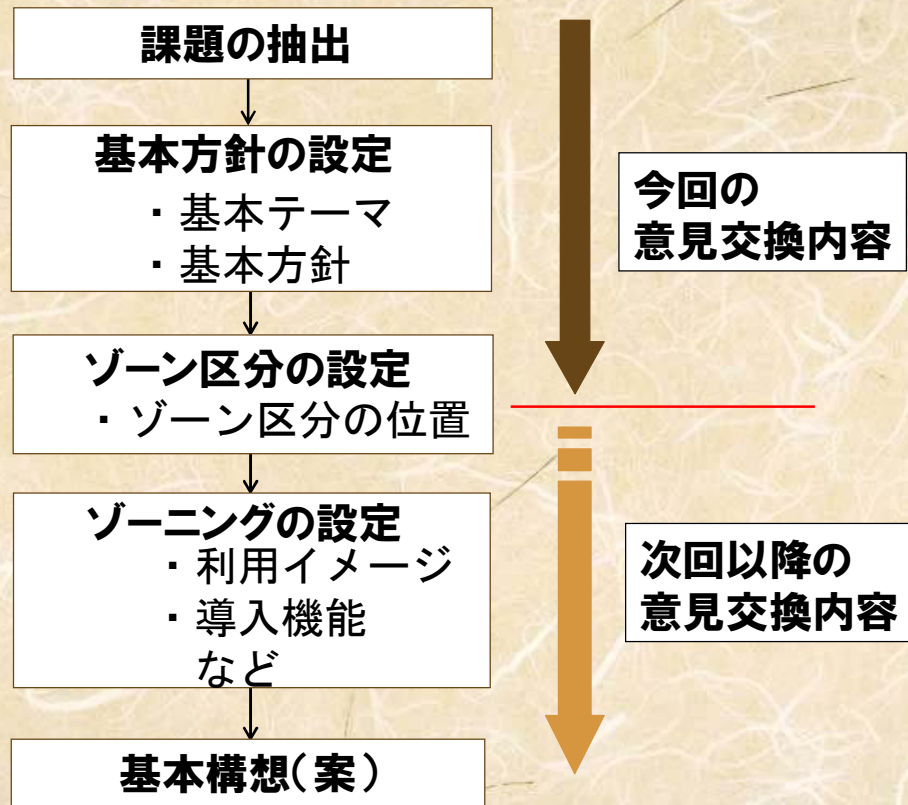 課題の抽出
基本方針の設定
・基本テーマ
・基本方針
ゾーン区分の設定
・ゾーン区分の位置
ゾーニングの設定
・利用イメージ
・導入機能
など
基本構想(案)
今回の
意見交換内容
次回以降の
意見交換内容